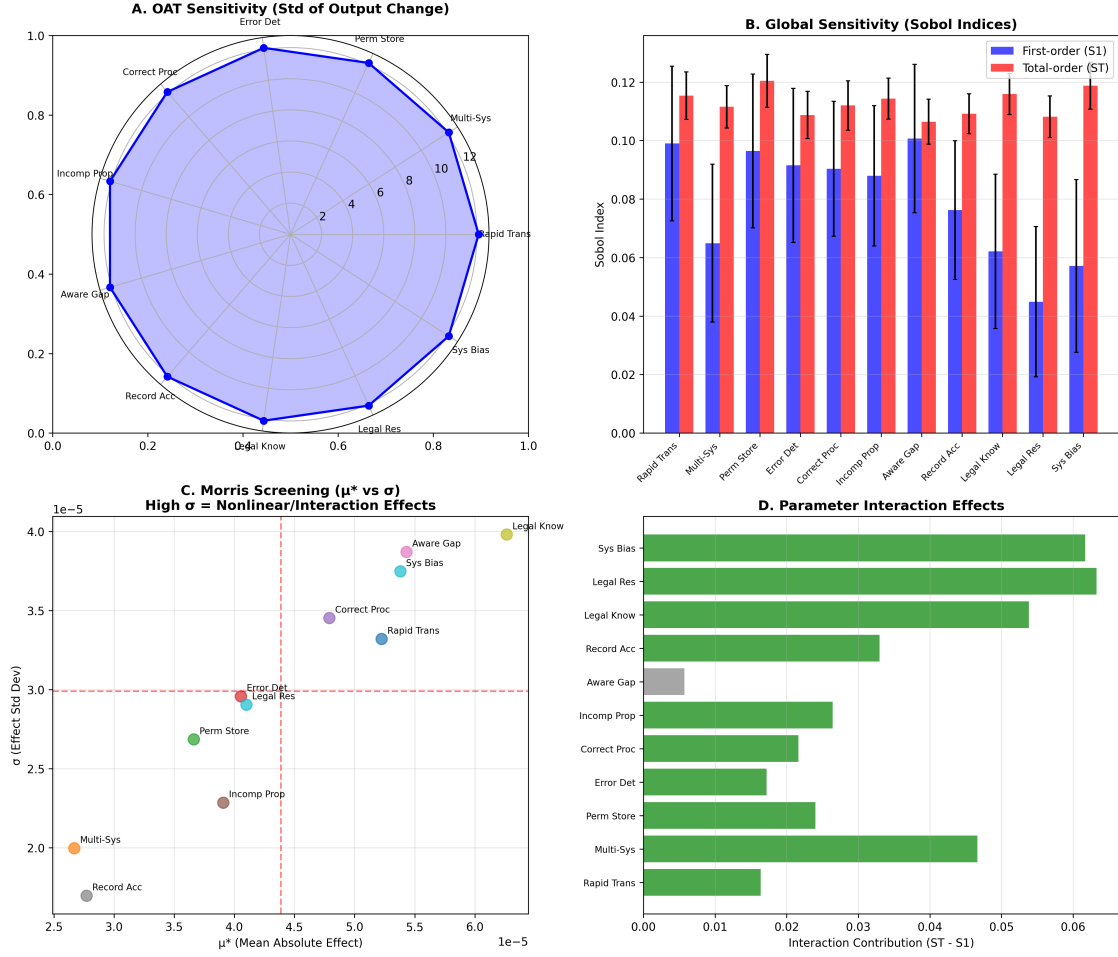 A. OAT Sensitivity (Std of Output Change)
Error Det
Perm Store
Correct Proc
Multi-Sys
Incomp Prop
Rapid Trans
Aware Gap
Sys Bias
Record Acc
Legal Res
Legal Know
2
4
6
8
10
12
1.0
0.8
0.6
0.4
0.2
0.0
0.0
0.2
0.4
0.6
0.8
1.0
B. Global Sensitivity (Sobol Indices)
First-order (S1)
Total-order (ST)
Sobol Index
0.12
0.10
0.08
0.06
0.04
0.02
0.00
Rapid Trans
Multi-Sys
Perm Store
Error Det
Correct Proc
Incomp Prop
Aware Gap
Record Acc
Legal Know
Legal Res
Sys Bias
C. Morris Screening (μ* vs σ)
High σ = Nonlinear/Interaction Effects
1e−5
σ (Effect Std Dev)
4.0
3.5
3.0
2.5
2.0
Legal Know
Aware Gap
Sys Bias
Correct Proc
Rapid Trans
Error Det
Legal Res
Perm Store
Incomp Prop
Multi-Sys
Record Acc
2.5
3.0
3.5
4.0
4.5
5.0
5.5
6.0
μ* (Mean Absolute Effect)
1e−5
D. Parameter Interaction Effects
Sys Bias
Legal Res
Legal Know
Record Acc
Aware Gap
Incomp Prop
Correct Proc
Error Det
Perm Store
Multi-Sys
Rapid Trans
0.00
0.01
0.02
0.03
0.04
0.05
0.06
Interaction Contribution (ST - S1)